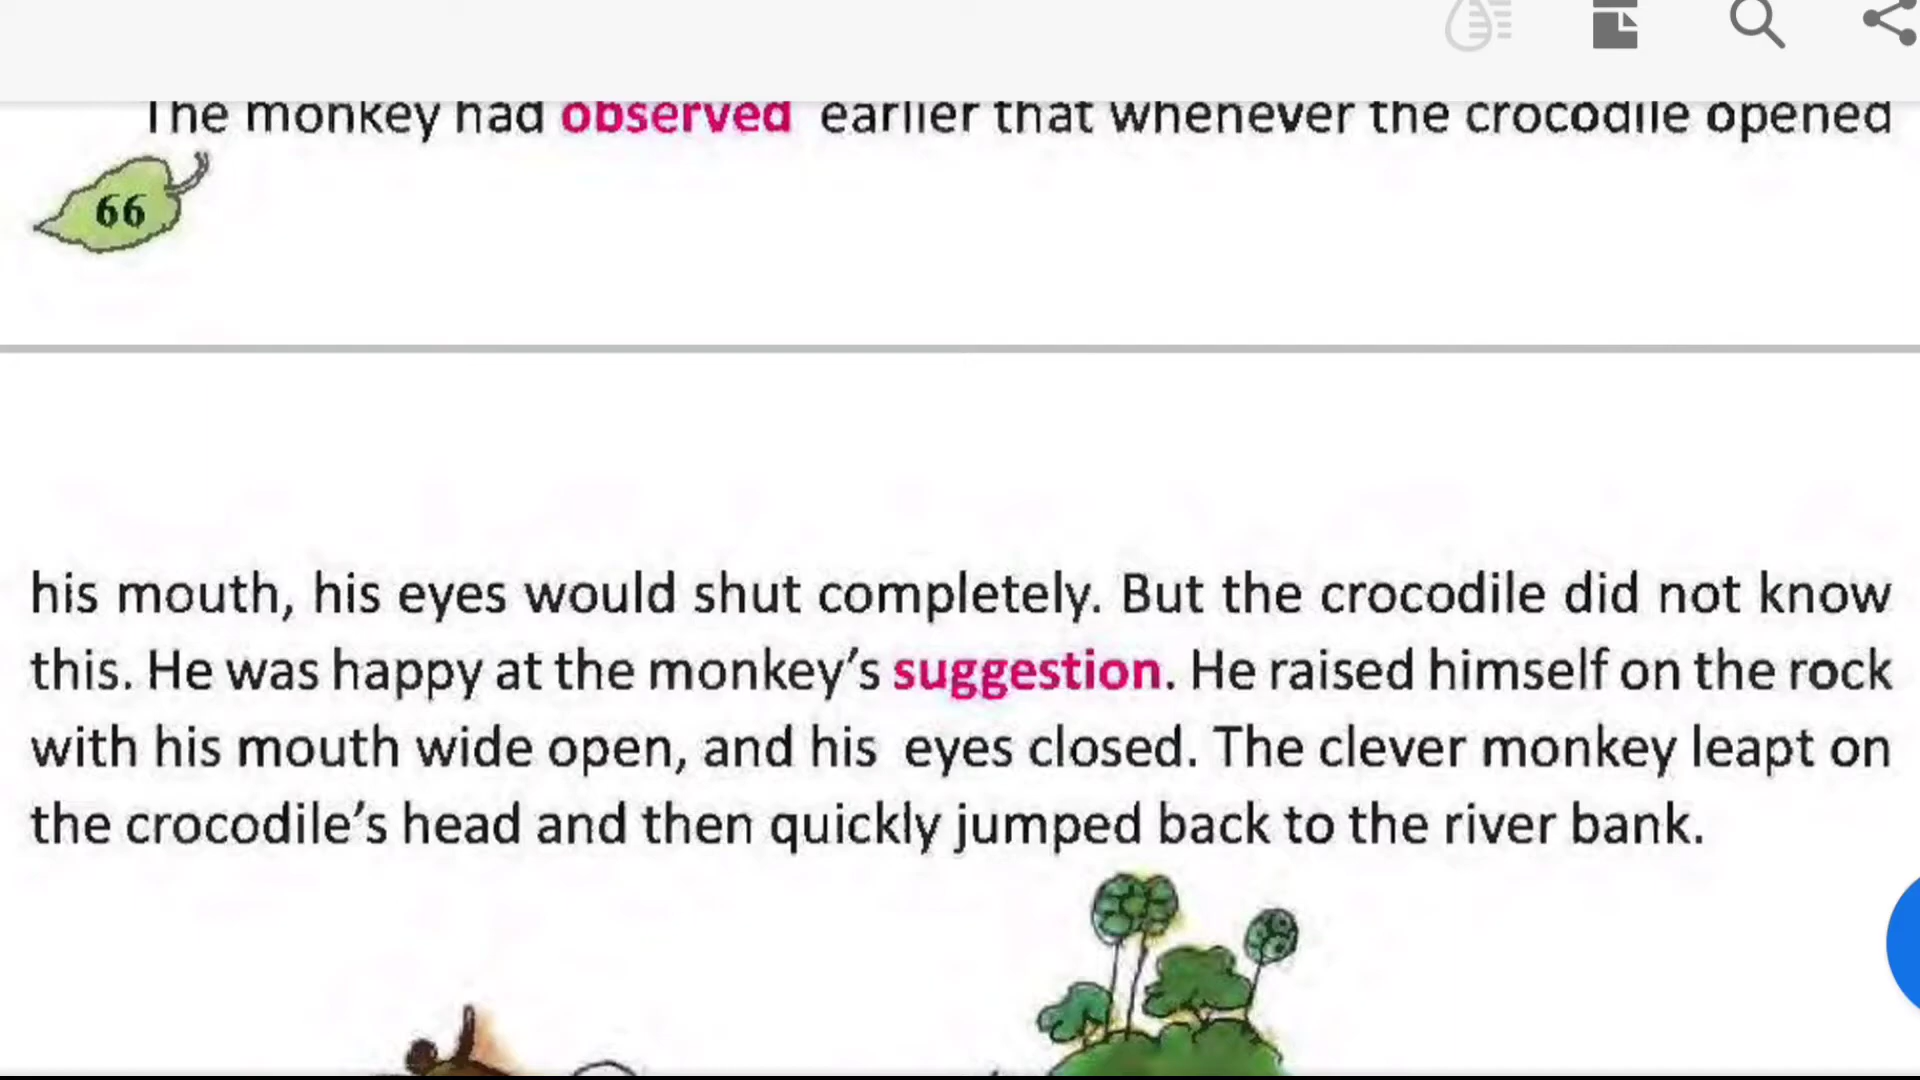 The monkey had observed earlier that whenever the crocodile opened
66
his mouth, his eyes would shut completely. But the crocodile did not know
this. He was happy at the monkey’s suggestion. He raised himself on the rock
with his mouth wide open, and his eyes closed. The clever monkey leapt on
the crocodile’s head and then quickly jumped back to the river bank.